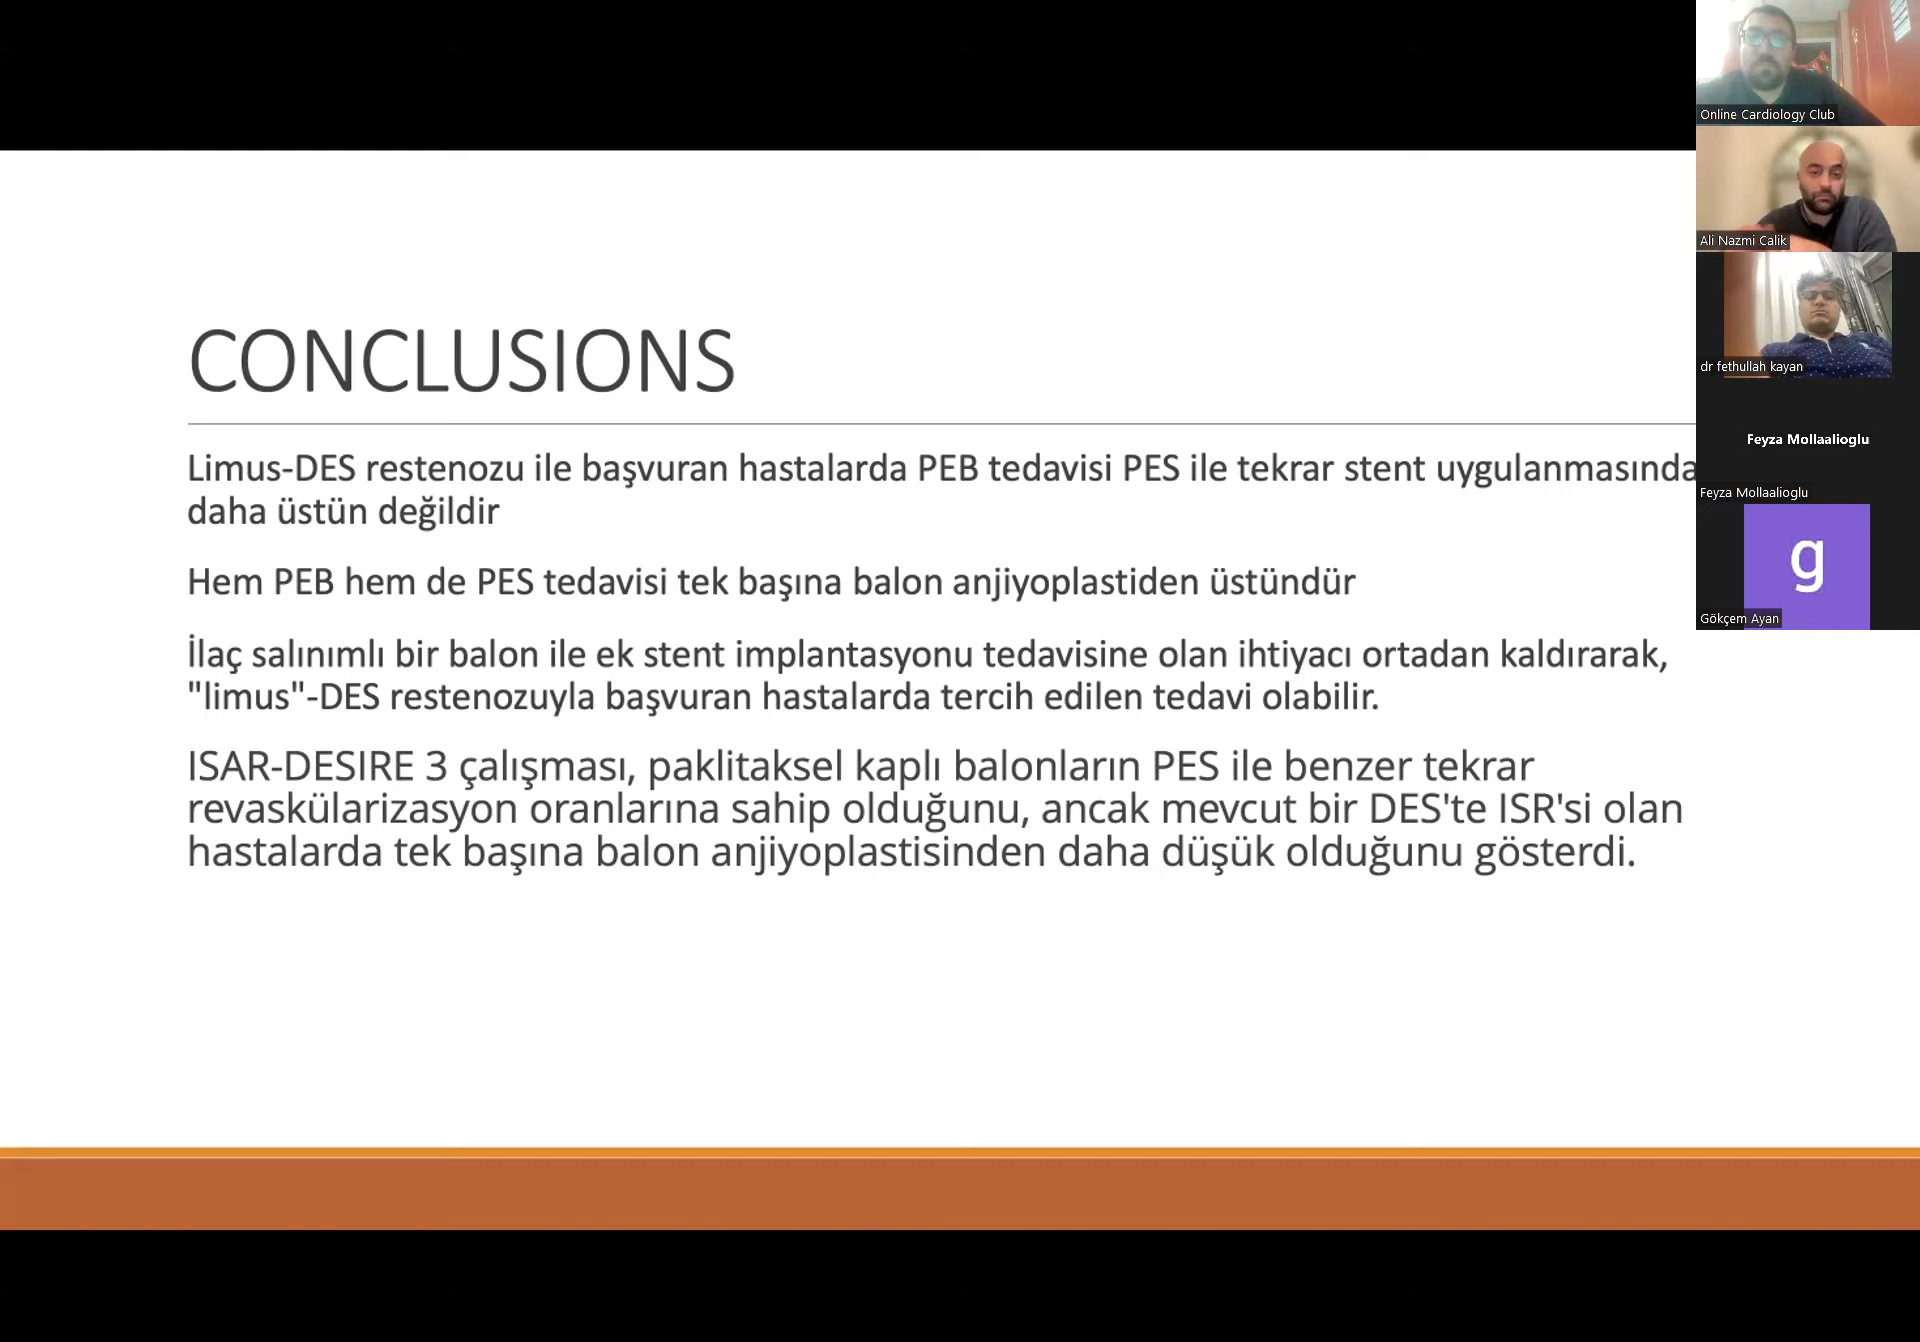 CONCLUSIONS
Limus-DES restenozu ile başvuran hastalarda PEB tedavisi PES ile tekrar stent uygulanmasında
daha üstün değildir
Hem PEB hem de PES tedavisi tek başına balon anjiyoplastiden üstündür
İlaç salınımlı bir balon ile ek stent implantasyonu tedavisine olan ihtiyacı ortadan kaldırarak,
"limus"-DES restenozuyla başvuran hastalarda tercih edilen tedavi olabilir.
ISAR-DESIRE 3 çalışması, paklitaksel kaplı balonların PES ile benzer tekrar
revaskülarizasyon oranlarına sahip olduğunu, ancak mevcut bir DES'te ISR'si olan
hastalarda tek başına balon anjiyoplastisinden daha düşük olduğunu gösterdi.
Online Cardiology Club
Ali Nazmi Calik
dr fethullah kayan
Feyza Mollaalioglu
Feyza Mollaalioglu
g
Gökçem Ayan